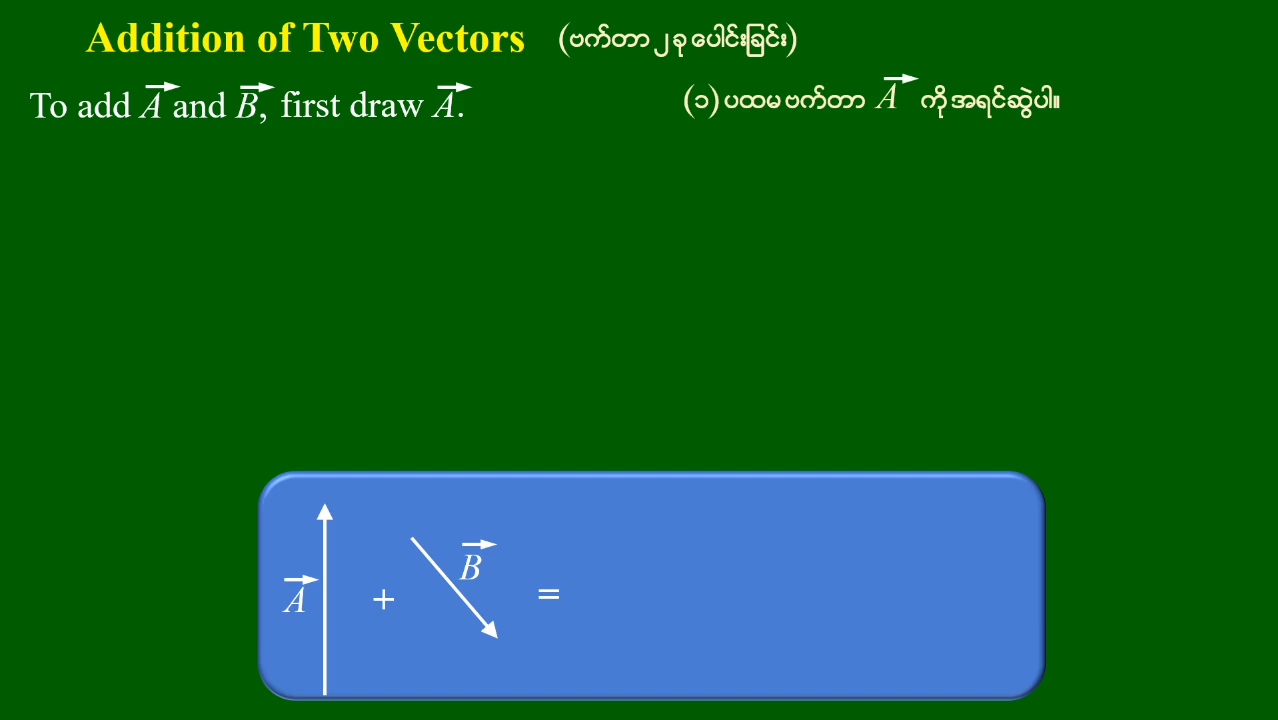 Addition of Two Vectors (ဗက်တာ ၂ ခု ပေါင်းခြင်း)
To add A and B, first draw A. (၁) ပထမ ဗက်တာ A ကို အရင်ဆွဲပါ။
A + B =